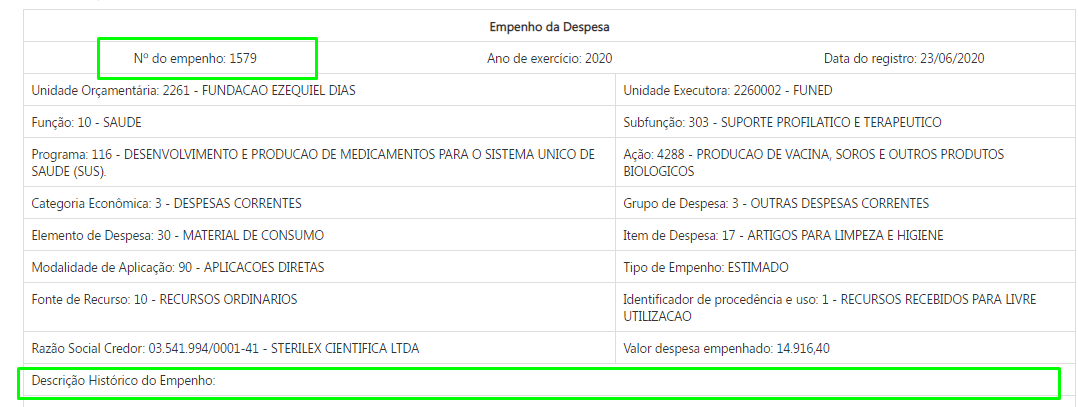 Empenho da Despesa
Nº do empenho: 1579
Ano de exercício: 2020
Data do registro: 23/06/2020
Unidade Orçamentária: 2261 - FUNDACAO EZEQUIEL DIAS
Unidade Executora: 2260002 - FUNED
Função: 10 - SAUDE
Subfunção: 303 - SUPORTE PROFILATICO E TERAPEUTICO
Programa: 116 - DESENVOLVIMENTO E PRODUCAO DE MEDICAMENTOS PARA O SISTEMA UNICO DE
SAUDE (SUS).
Ação: 4288 - PRODUCAO DE VACINA, SOROS E OUTROS PRODUTOS
BIOLOGICOS
Categoria Econômica: 3 - DESPESAS CORRENTES
Grupo de Despesa: 3 - OUTRAS DESPESAS CORRENTES
Elemento de Despesa: 30 - MATERIAL DE CONSUMO
Item de Despesa: 17 - ARTIGOS PARA LIMPEZA E HIGIENE
Modalidade de Aplicação: 90 - APLICACOES DIRETAS
Tipo de Empenho: ESTIMADO
Fonte de Recurso: 10 - RECURSOS ORDINARIOS
Identificador de procedência e uso: 1 - RECURSOS RECEBIDOS PARA LIVRE
UTILIZACAO
Razão Social Credor: 03.541.994/0001-41 - STERILEX CIENTIFICA LTDA
Valor despesa empenhado: 14.916,40
Descrição Histórico do Empenho: